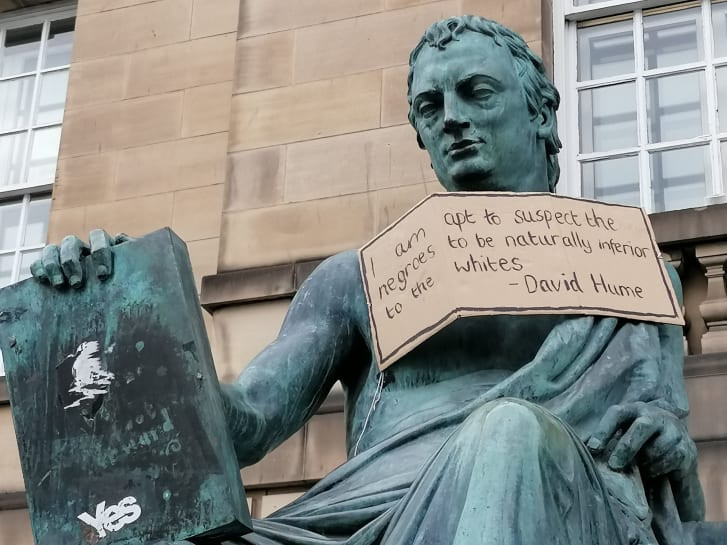 I am apt to suspect the
negroes to be naturally inferior
to the whites
- David Hume
Yes